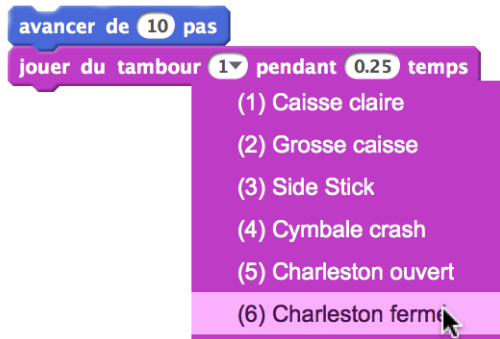 avancer de 10 pas
jouer du tambour 1 pendant 0.25 temps
(1) Caisse claire
(2) Grosse caisse
(3) Side Stick
(4) Cymbale crash
(5) Charleston ouvert
(6) Charleston fermé